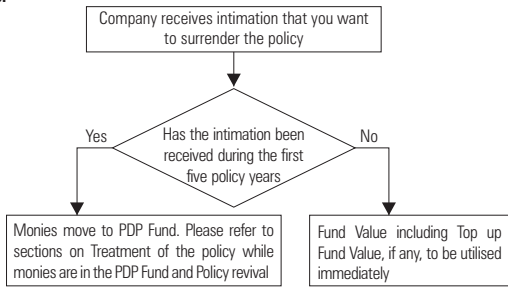 Company receives intimation that you want
to surrender the policy
Yes
Has the intimation been
received during the first
five policy years
No
Monies move to PDP Fund. Please refer to
sections on Treatment of the policy while
monies are in the PDP Fund and Policy revival
Fund Value including Top up
Fund Value, if any, to be utilised
immediately